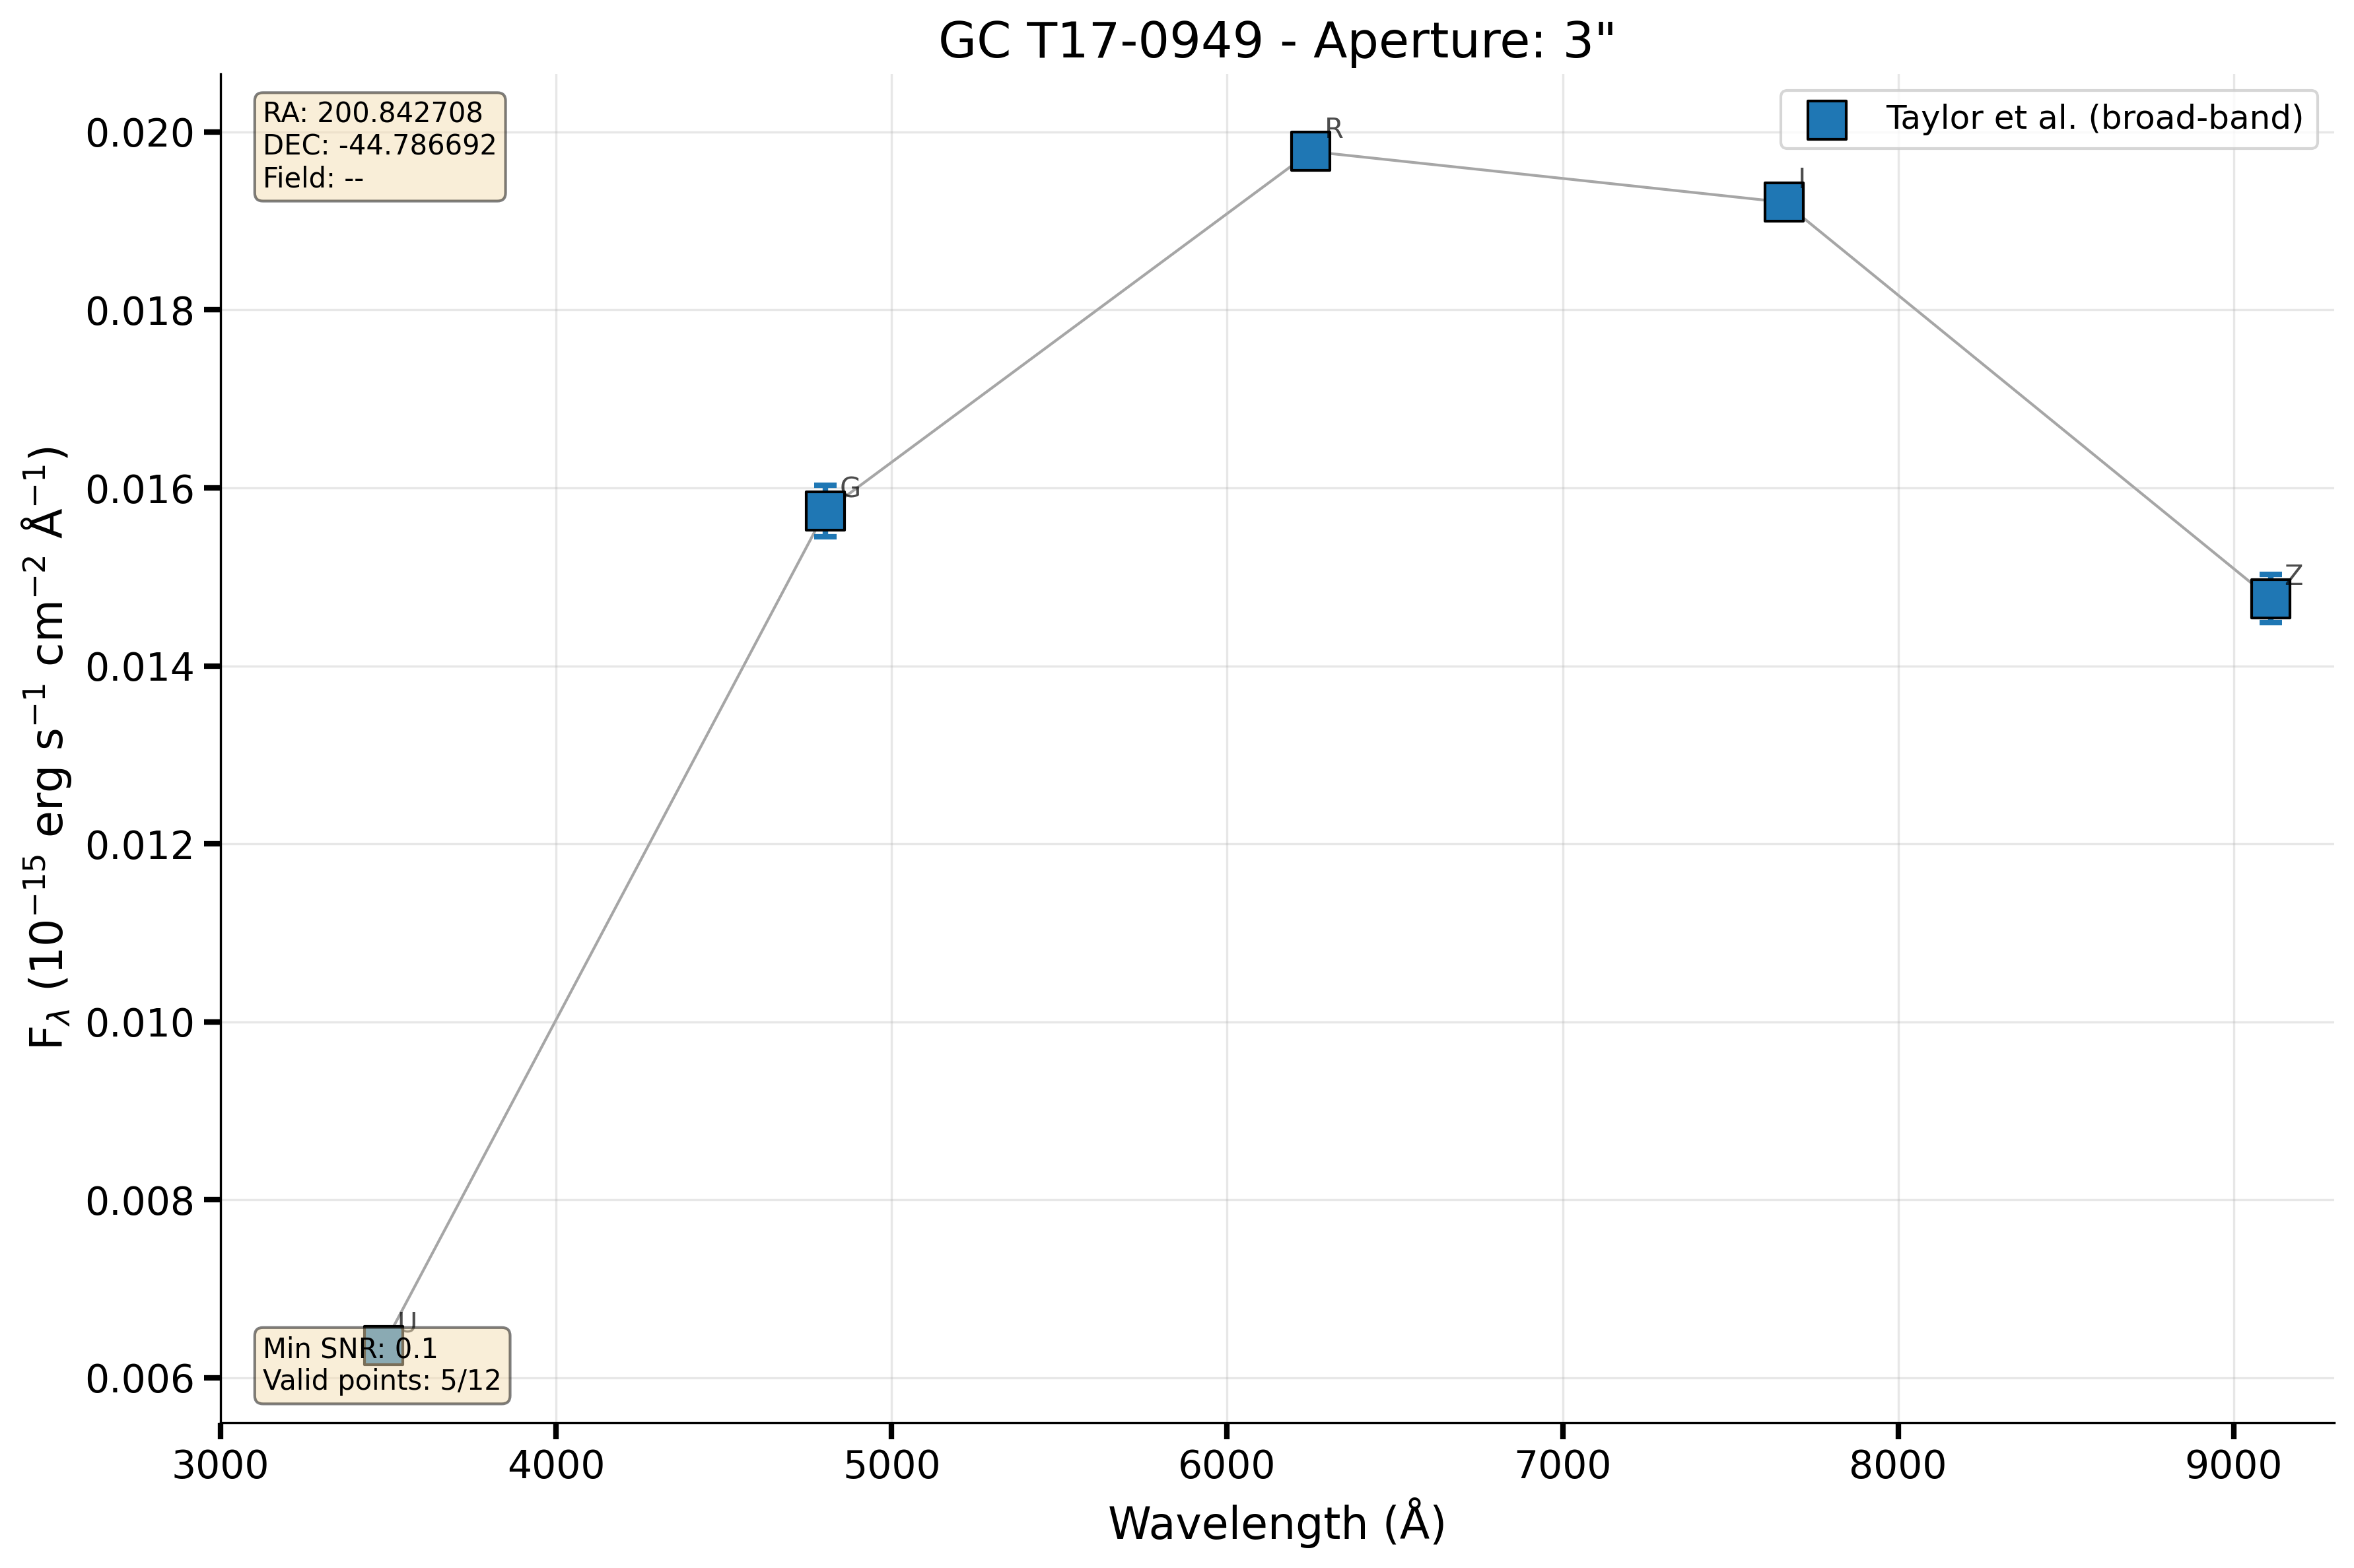 GC T17-0949 - Aperture: 3"
RA: 200.842708
DEC: -44.786692
Field: --
Taylor et al. (broad-band)
R
I
G
Z
U
Min SNR: 0.1
Valid points: 5/12
0.020
0.018
0.016
0.014
0.012
0.010
0.008
0.006
F_λ (10⁻¹⁵ erg s⁻¹ cm⁻² Å⁻¹)
3000 4000 5000 6000 7000 8000 9000
Wavelength (Å)